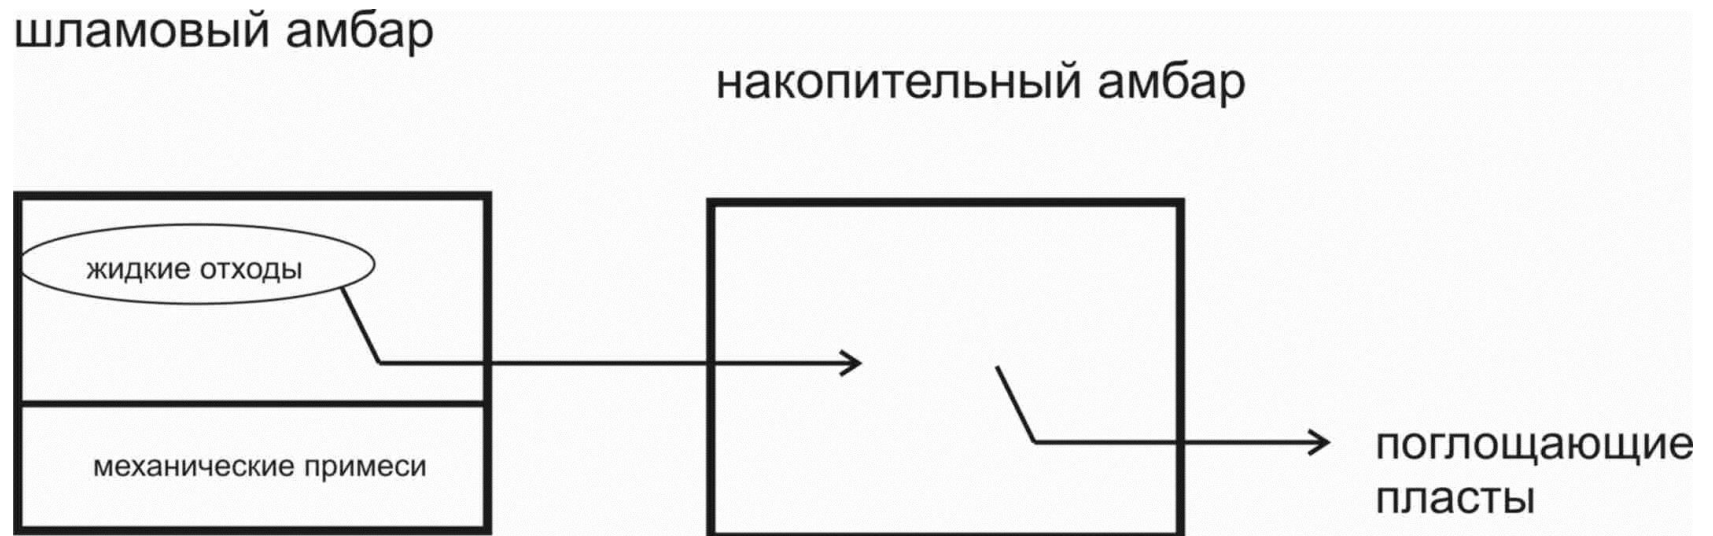 шламовый амбар
накопительный амбар
жидкие отходы
механические примеси
поглощающие
пласты